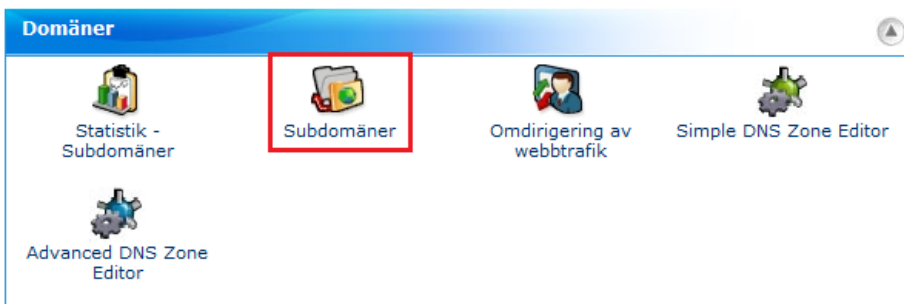 Domäner
Statistik -
Subdomäner
Subdomäner
Omdirigering av
webbtrafik
Simple DNS Zone Editor
Advanced DNS Zone
Editor